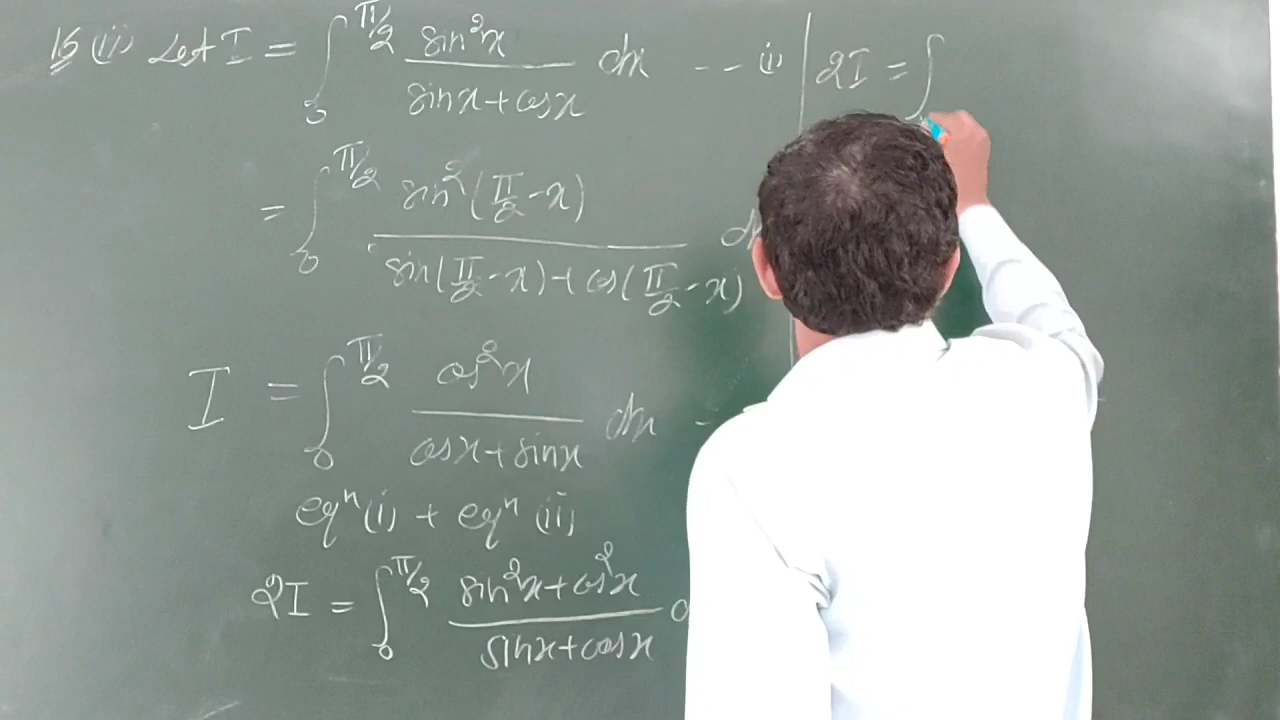 15 (ii) Let I = ∫₀^{π/2} sin²x / (sinx + cosx) dx -- (i)
= ∫₀^{π/2} sin²(π/2 - x) / (sin(π/2 - x) + cos(π/2 - x))
I = ∫₀^{π/2} cos²x / (cosx + sinx) dx -
eqⁿ (i) + eqⁿ (ii)
2I = ∫₀^{π/2} (sin²x + cos²x) / (sinx + cosx)
2I = ∫